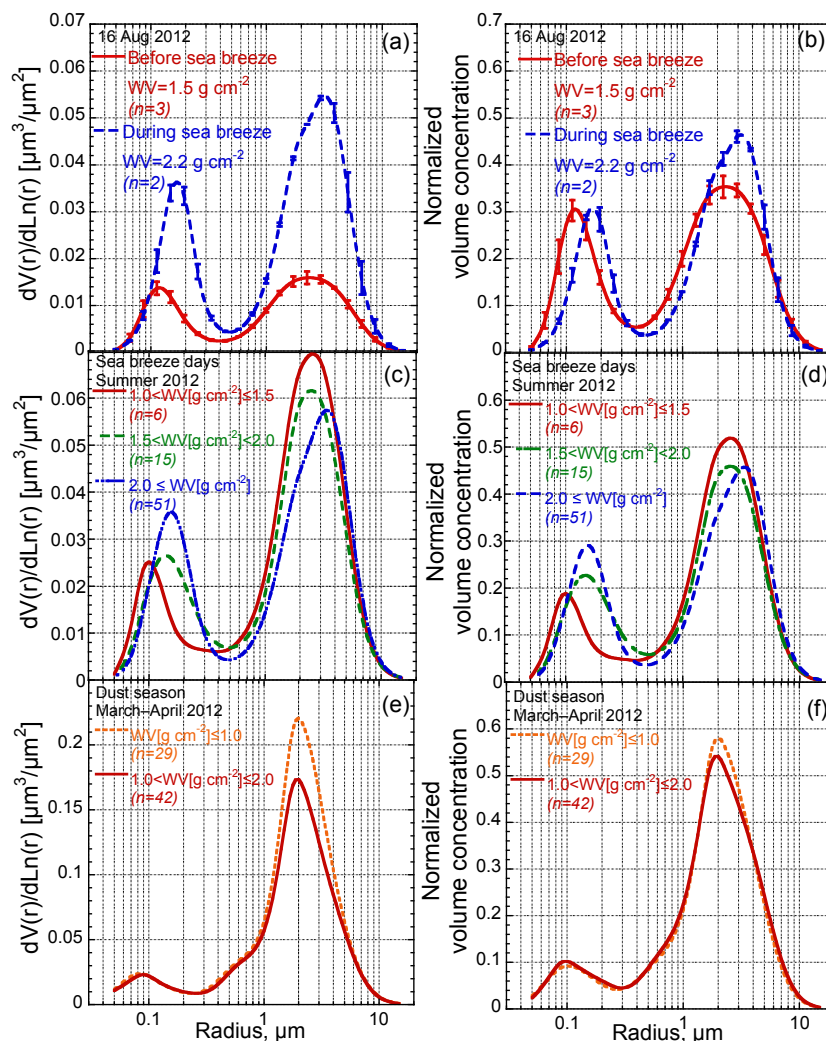 16 Aug 2012
(a)
Before sea breeze
WV=1.5 g cm-2
(n=3)
During sea breeze
WV=2.2 g cm-2
(n=2)
dV(r)/dLn(r) [µm3/µm2]
0.07
0.06
0.05
0.04
0.03
0.02
0.01
0
16 Aug 2012
(b)
Before sea breeze
WV=1.5 g cm-2
(n=3)
During sea breeze
WV=2.2 g cm-2
(n=2)
Normalized
volume concentration
0.7
0.6
0.5
0.4
0.3
0.2
0.1
0
Sea breeze days
Summer 2012
(c)
1.0<WV[g cm-2]≤1.5
(n=6)
1.5<WV[g cm-2]<2.0
(n=15)
2.0 ≤ WV[g cm-2]
(n=51)
dV(r)/dLn(r) [µm3/µm2]
0.06
0.05
0.04
0.03
0.02
0.01
0
Sea breeze days
Summer 2012
(d)
1.0<WV[g cm-2]≤1.5
(n=6)
1.5<WV[g cm-2]<2.0
(n=15)
2.0 ≤ WV[g cm-2]
(n=51)
Normalized
volume concentration
0.6
0.5
0.4
0.3
0.2
0.1
0
Dust season
March–April 2012
(e)
WV[g cm-2]≤1.0
(n=29)
1.0<WV[g cm-2]≤2.0
(n=42)
dV(r)/dLn(r) [µm3/µm2]
0.2
0.15
0.1
0.05
0
0.1
1
10
Radius, µm
Dust season
March–April 2012
(f)
WV[g cm-2]≤1.0
(n=29)
1.0<WV[g cm-2]≤2.0
(n=42)
Normalized
volume concentration
0.6
0.5
0.4
0.3
0.2
0.1
0
0.1
1
10
Radius, µm